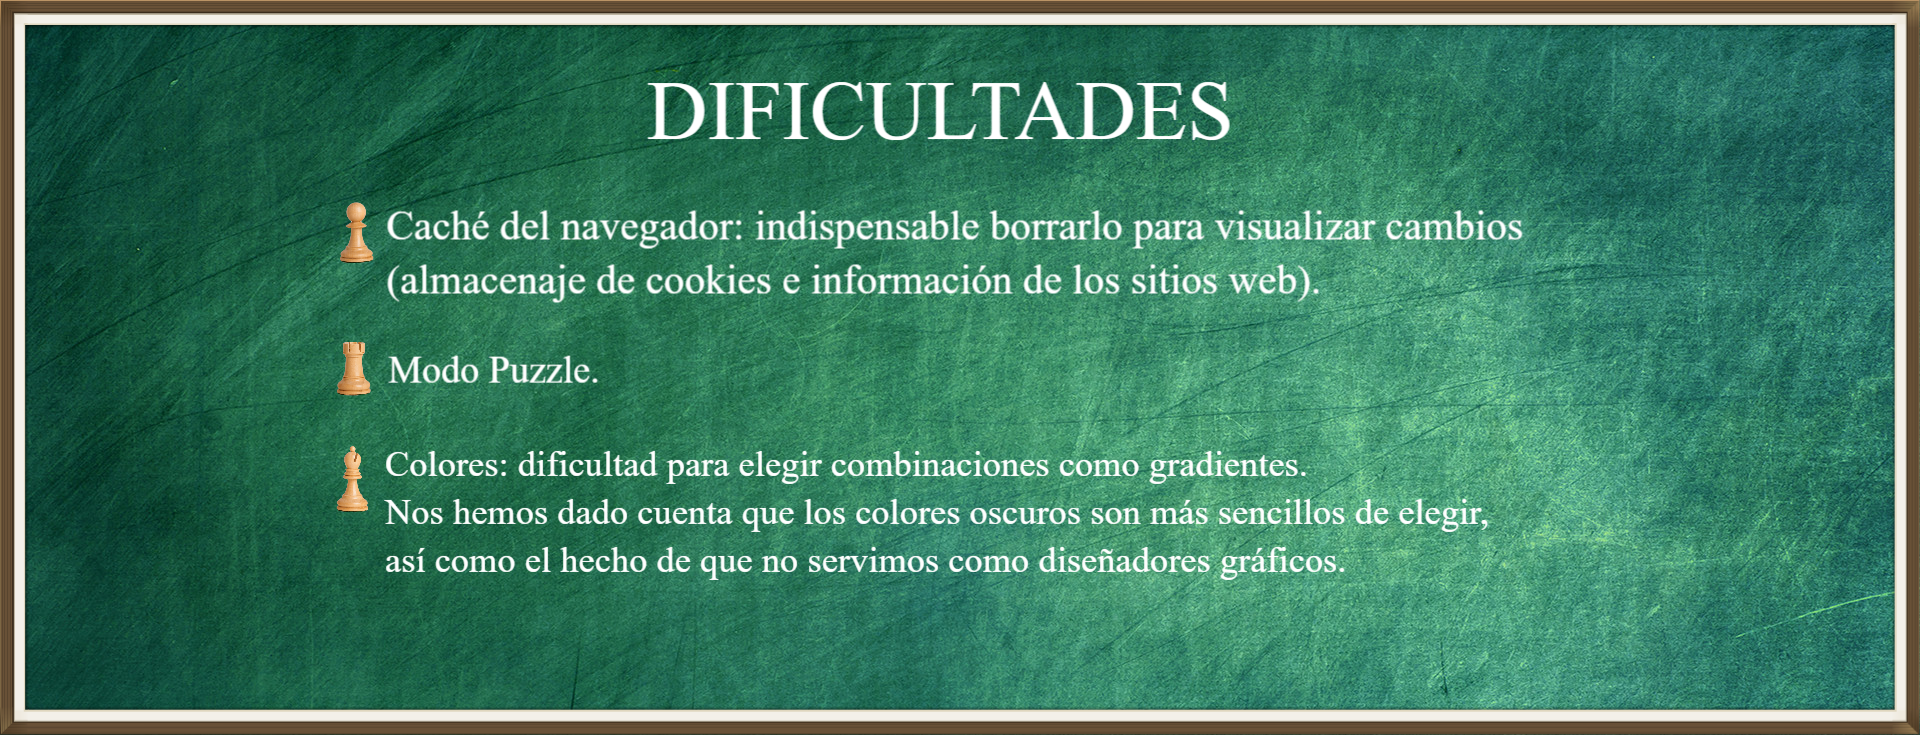 DIFICULTADES
Caché del navegador: indispensable borrarlo para visualizar cambios
(almacenaje de cookies e información de los sitios web).
Modo Puzzle.
Colores: dificultad para elegir combinaciones como gradientes.
Nos hemos dado cuenta que los colores oscuros son más sencillos de elegir,
así como el hecho de que no servimos como diseñadores gráficos.